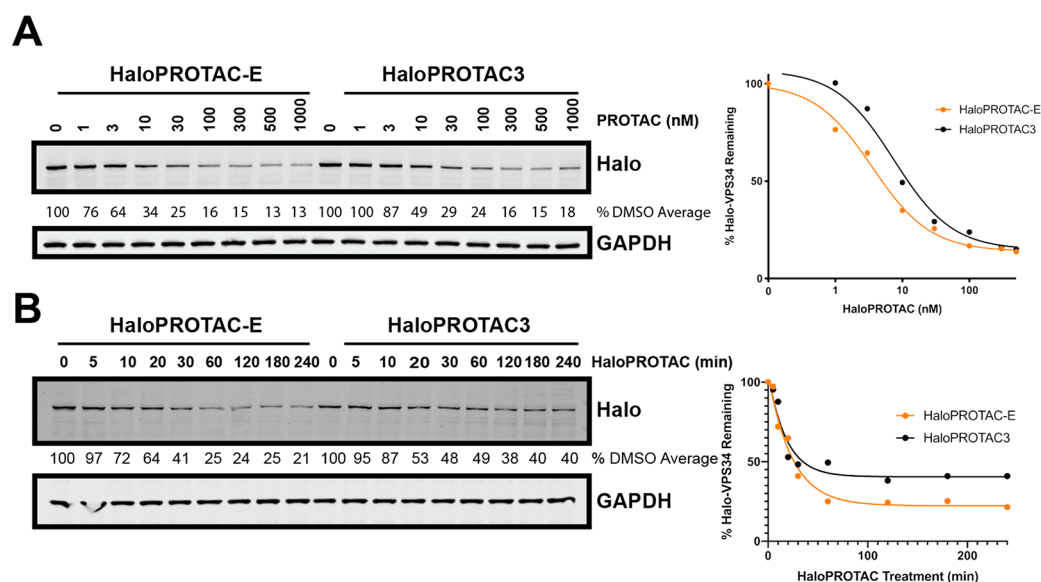 A
HaloPROTAC-E HaloPROTAC3
0 1 3 10 30 100 300 500 1000 0 1 3 10 30 100 300 500 1000 PROTAC (nM)
Halo
100 76 64 34 25 16 15 13 13 100 100 87 49 29 24 16 15 18 % DMSO Average
GAPDH
100
50
0
% Halo-VPS34 Remaining
0 1 10 100
HaloPROTAC (nM)
HaloPROTAC-E
HaloPROTAC3
B
HaloPROTAC-E HaloPROTAC3
0 5 10 20 30 60 120 180 240 0 5 10 20 30 60 120 180 240 HaloPROTAC (min)
Halo
100 97 72 64 41 25 24 25 21 100 95 87 53 48 49 38 40 40 % DMSO Average
GAPDH
100
50
0
% Halo-VPS34 Remaining
0 100 200
HaloPROTAC Treatment (min)
HaloPROTAC-E
HaloPROTAC3